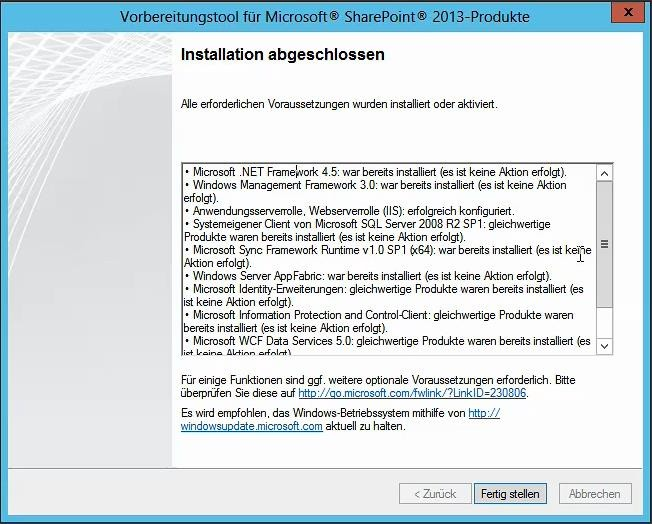 Vorbereitungstool für Microsoft® SharePoint® 2013-Produkte
x
Installation abgeschlossen
Alle erforderlichen Voraussetzungen wurden installiert oder aktiviert.
• Microsoft .NET Framework 4.5: war bereits installiert (es ist keine Aktion erfolgt).
• Windows Management Framework 3.0: war bereits installiert (es ist keine Aktion
erfolgt).
• Anwendungsserverrolle, Webserverrolle (IIS): erfolgreich konfiguriert.
• Systemeigener Client von Microsoft SQL Server 2008 R2 SP1: gleichwertige
Produkte waren bereits installiert (es ist keine Aktion erfolgt).
• Microsoft Sync Framework Runtime v1.0 SP1 (x64): war bereits installiert (es ist keine
Aktion erfolgt).
• Windows Server AppFabric: war bereits installiert (es ist keine Aktion erfolgt).
• Microsoft Identity-Erweiterungen: gleichwertige Produkte waren bereits installiert (es
ist keine Aktion erfolgt).
• Microsoft Information Protection and Control-Client: gleichwertige Produkte waren
bereits installiert (es ist keine Aktion erfolgt).
• Microsoft WCF Data Services 5.0: gleichwertige Produkte waren bereits installiert (es
ist keine Aktion erfolgt).
Für einige Funktionen sind ggf. weitere optionale Voraussetzungen erforderlich. Bitte
überprüfen Sie diese auf http://go.microsoft.com/fwlink/?LinkID=230806.
Es wird empfohlen, das Windows-Betriebssystem mithilfe von http://
windowsupdate.microsoft.com aktuell zu halten.
< Zurück
Fertig stellen
Abbrechen